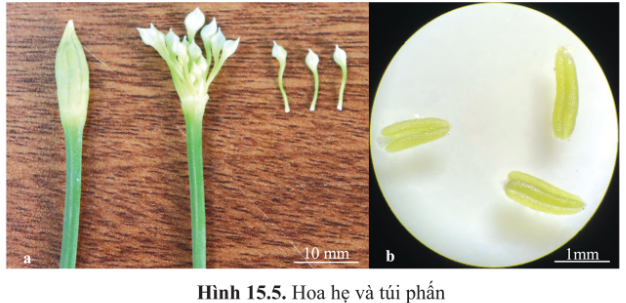 a
10 mm
b
1mm
Hình 15.5. Hoa hẹ và túi phấn